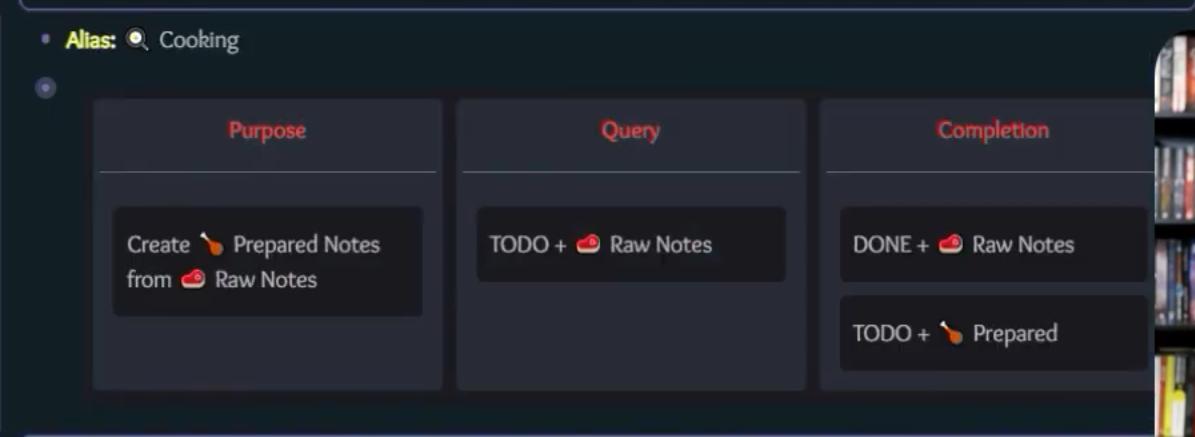 Alias: 🍳 Cooking
Purpose
Create 🍗 Prepared Notes
from 🥩 Raw Notes
Query
TODO + 🥩 Raw Notes
Completion
DONE + 🥩 Raw Notes
TODO + 🍗 Prepared